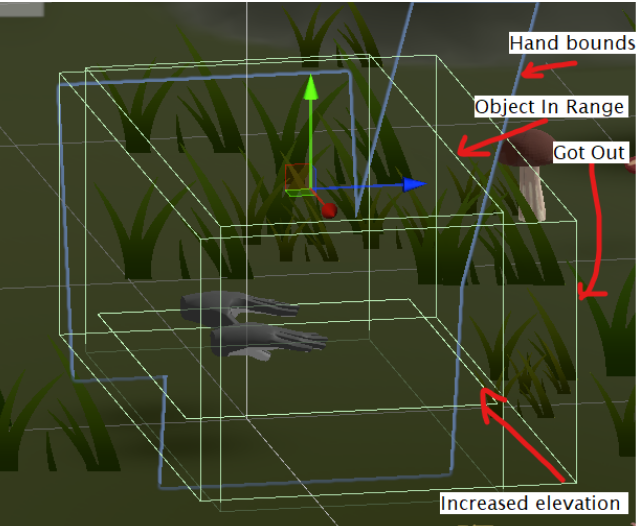 Hand bounds
Object In Range
Got Out
Increased elevation